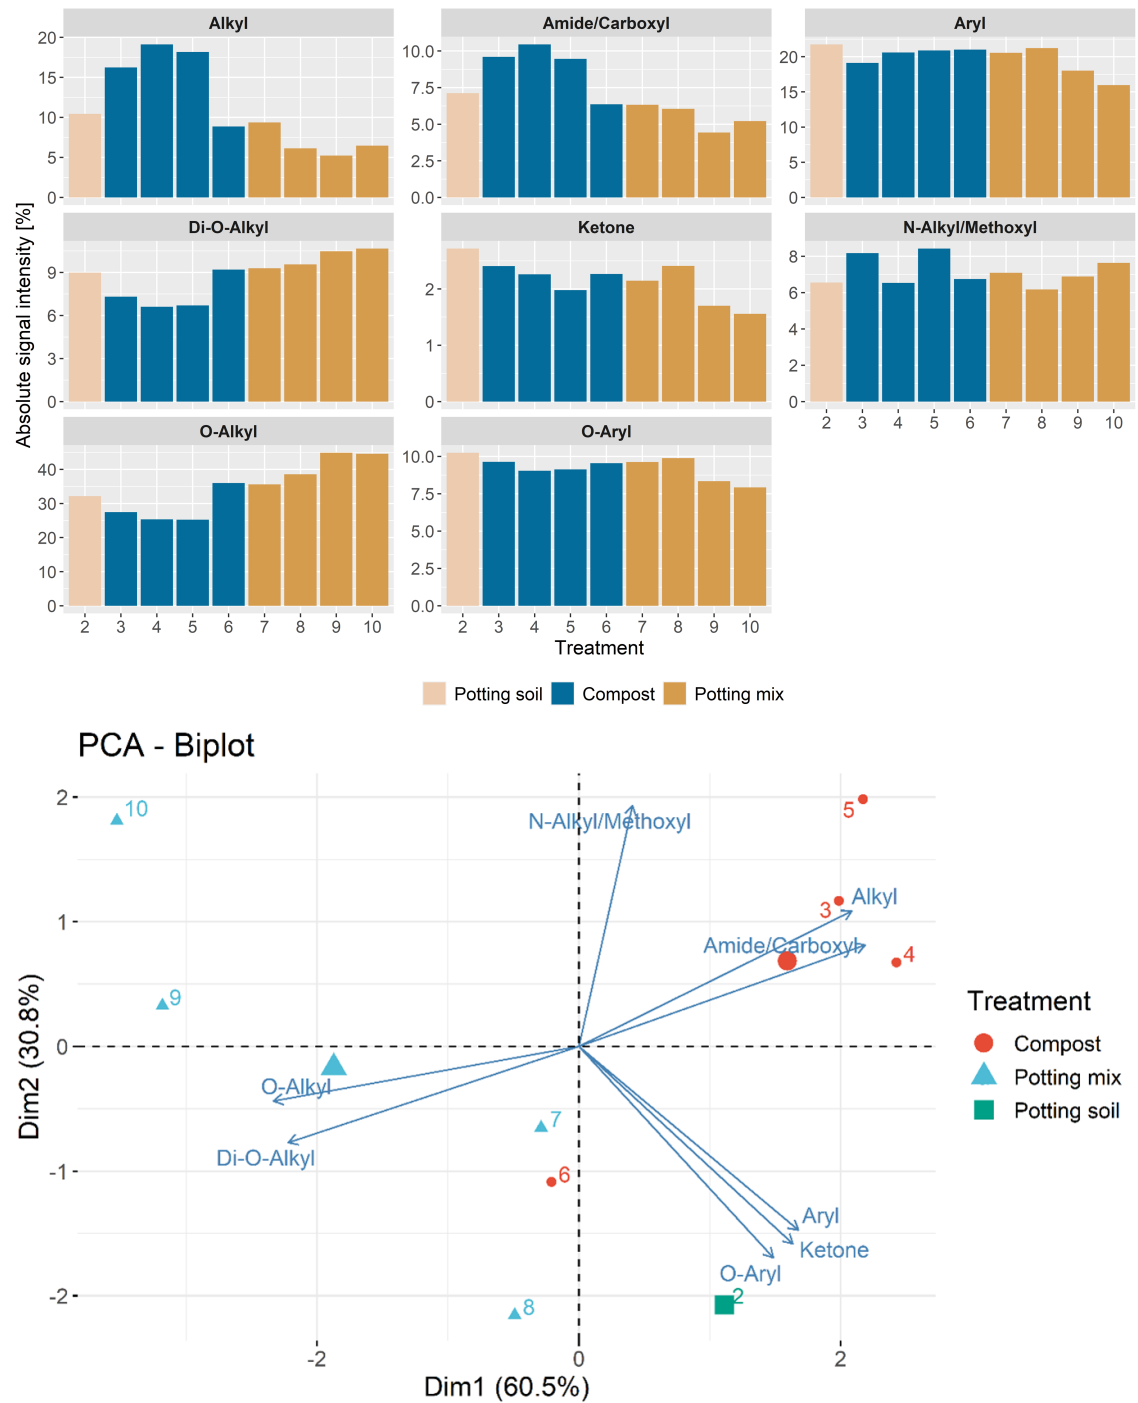 Alkyl
Amide/Carboxyl
Aryl
20
15
10
5
0
10.0
7.5
5.0
2.5
0.0
20
15
10
5
0
Di-O-Alkyl
Ketone
N-Alkyl/Methoxyl
9
6
3
0
2
1
0
8
6
4
2
0
2 3 4 5 6 7 8 9 10
O-Alkyl
O-Aryl
40
30
20
10
0
10.0
7.5
5.0
2.5
0.0
2 3 4 5 6 7 8 9 10
2 3 4 5 6 7 8 9 10
Absolute signal intensity [%]
Treatment
Potting soil Compost Potting mix
PCA - Biplot
2
1
0
-1
-2
10
N-Alkyl/Methoxyl
5
Alkyl
3
Amide/Carboxyl
4
9
O-Alkyl
7
Di-O-Alkyl
6
Aryl
Ketone
O-Aryl
2
8
-2 0 2
Dim1 (60.5%)
Dim2 (30.8%)
Treatment
Compost
Potting mix
Potting soil